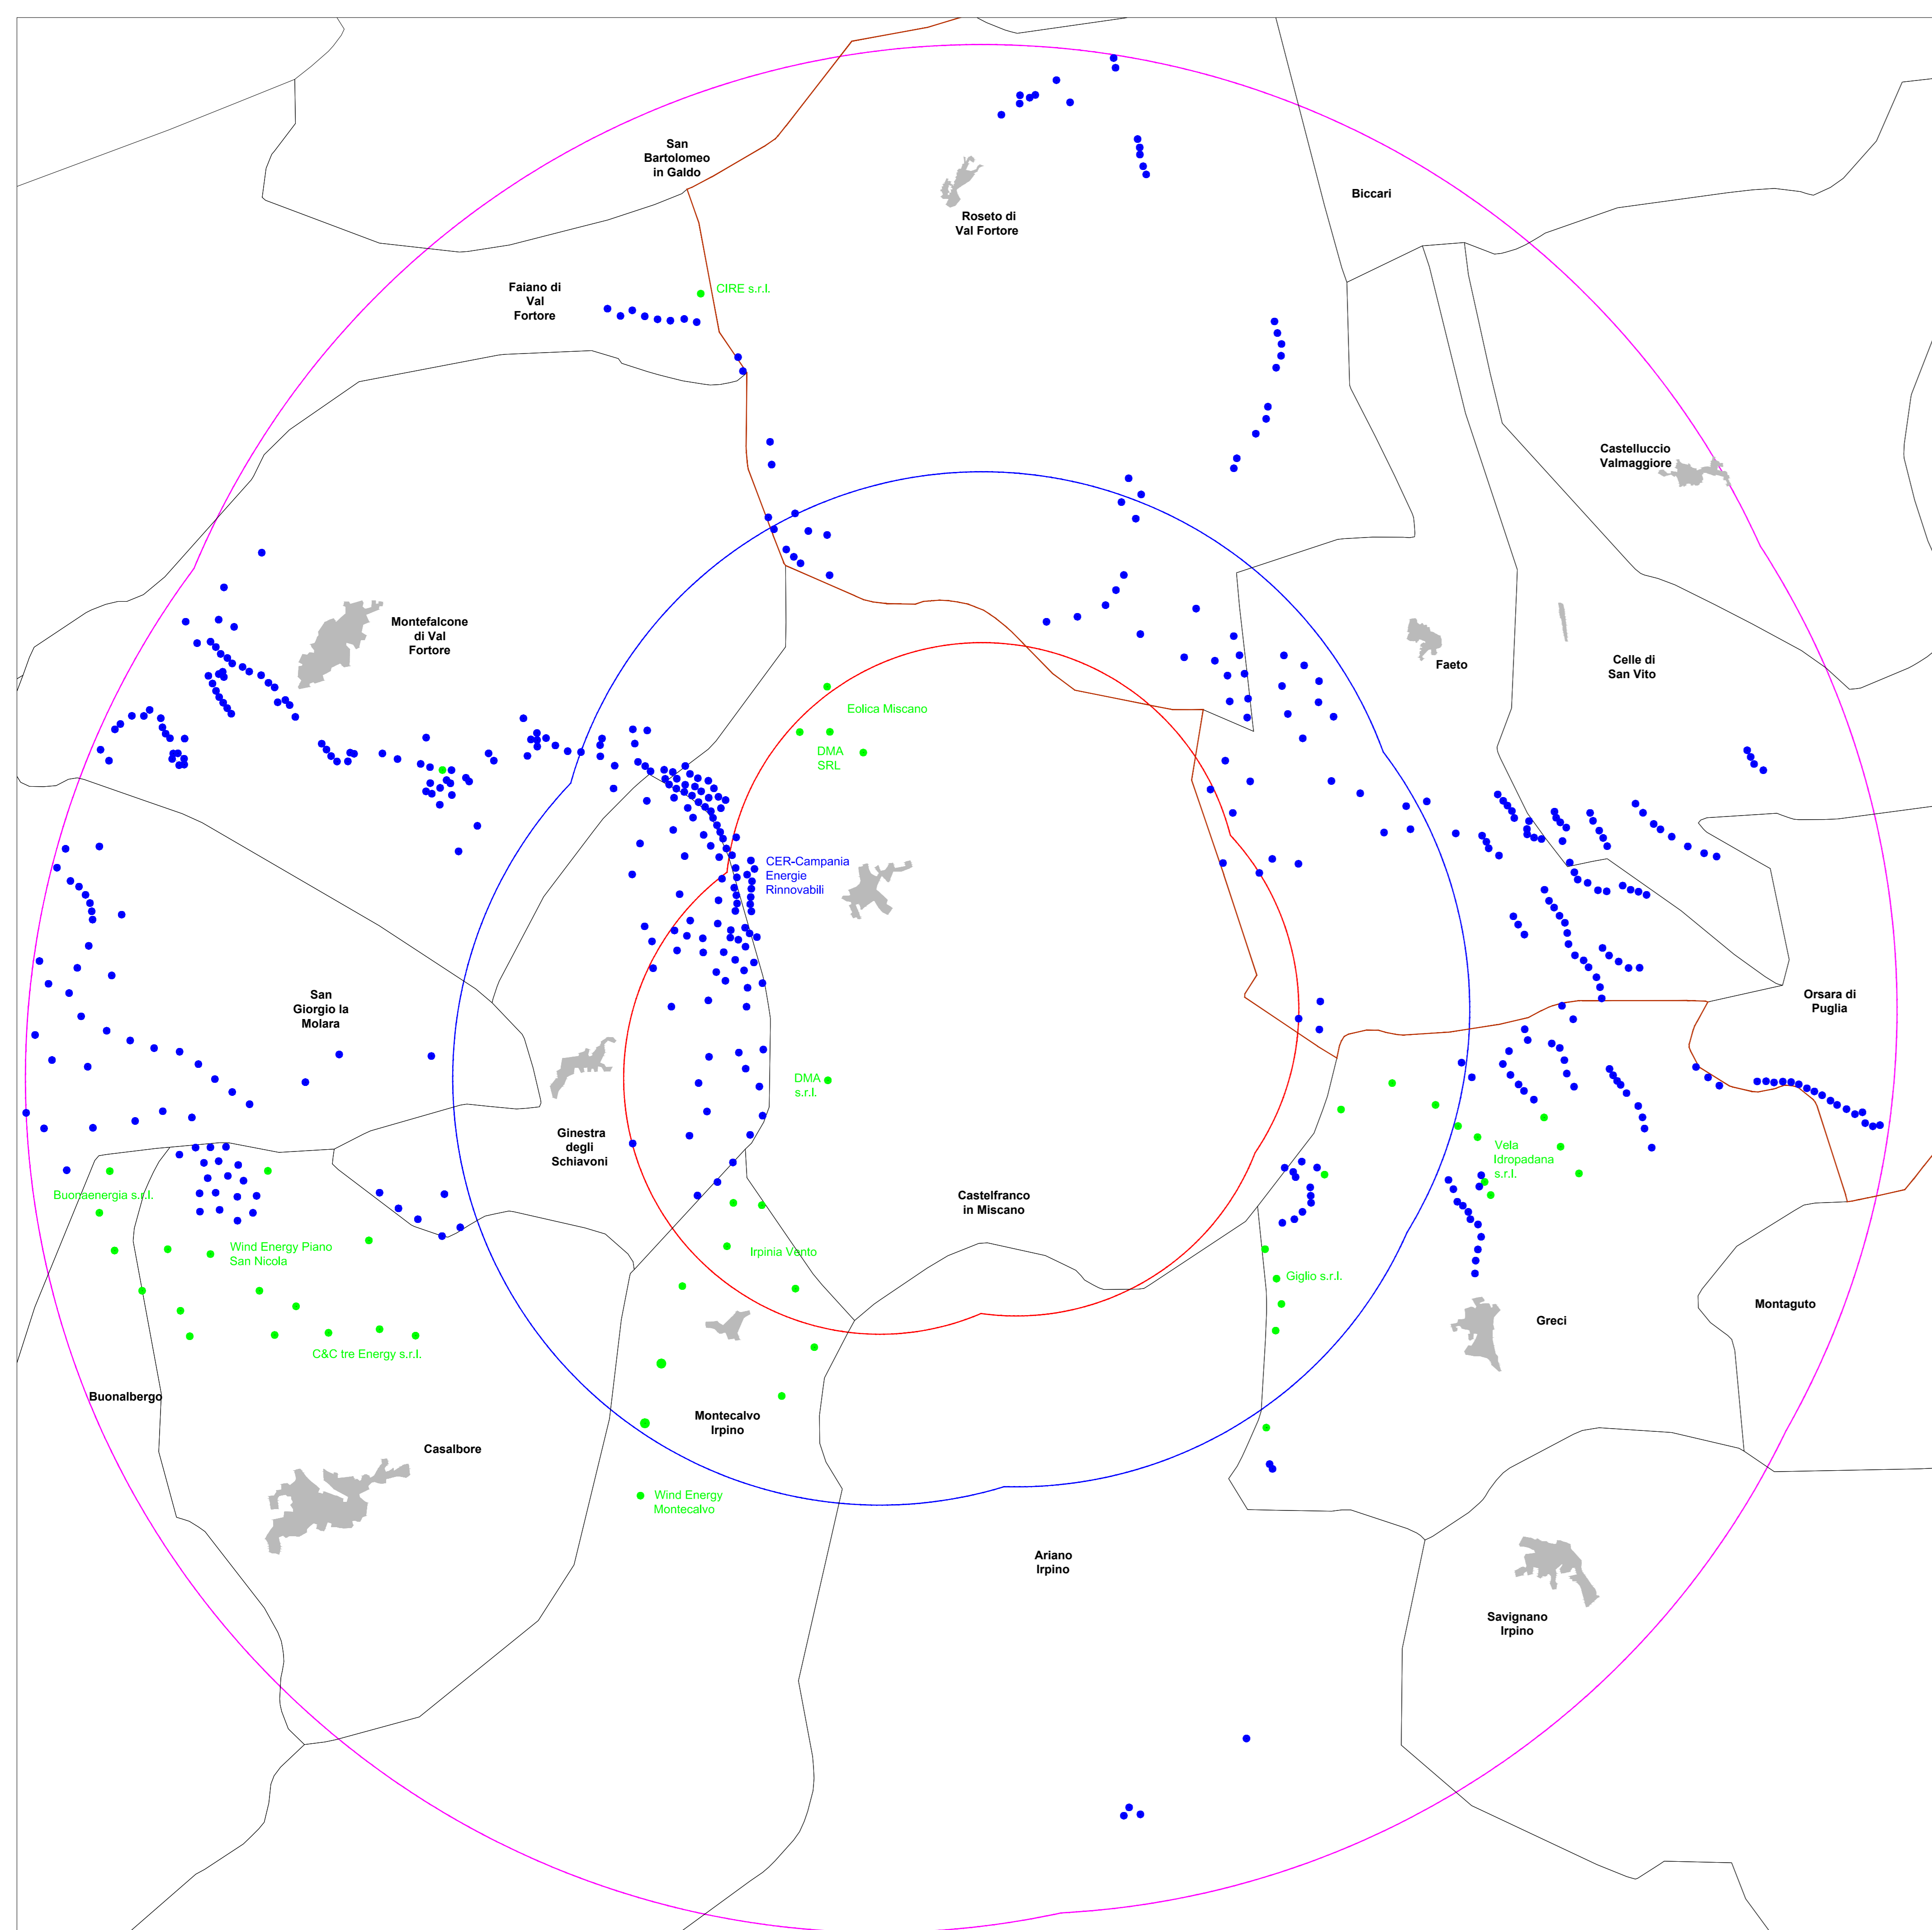 San
Bartolomeo
in Galdo
Biccari
Roseto di
Val Fortore
Faiano di
Val
Fortore
CIRE s.r.l.
Castelluccio
Valmaggiore
Montefalcone
di Val
Fortore
Faeto
Celle di
San Vito
Eolica Miscano
DMA
SRL
CER-Campania
Energie
Rinnovabili
San
Giorgio la
Molara
Orsara di
Puglia
DMA
s.r.l.
Ginestra
degli
Schiavoni
Vela
Idropadana
s.r.l.
Buonaenergia s.r.l.
Castelfranco
in Miscano
Wind Energy Piano
San Nicola
Irpinia Vento
Giglio s.r.l.
Montaguto
Greci
C&C tre Energy s.r.l.
Buonalbergo
Montecalvo
Irpino
Casalbore
Wind Energy
Montecalvo
Ariano
Irpino
Savignano
Irpino